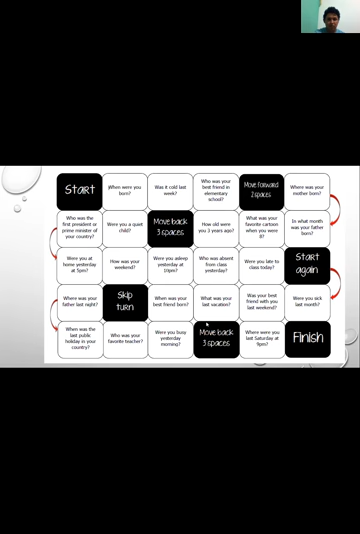 Start
When were you
born?
Was it cold last
week?
Who was your
best friend in
elementary
school?
Move forward
2 spaces
Where was your
mother born?
Who was the
first president or
prime minister of
your country?
Were you a quiet
child?
Move back
3 spaces
How old were
you 3 years ago?
What was your
favorite cartoon
when you were
8?
In what month
was your father
born?
Were you at
home yesterday
at 5pm?
How was your
weekend?
Were you asleep
yesterday at
10pm?
Who was absent
from class
yesterday?
Were you late to
class today?
Start
again
Where was your
father last night?
Skip
turn
When was your
best friend born?
What was your
last vacation?
Was your best
friend with you
last weekend?
Were you sick
last month?
When was the
last public
holiday in your
country?
Who was your
favorite teacher?
Were you busy
yesterday
morning?
Move back
3 spaces
Where were you
last Saturday at
9pm?
Finish